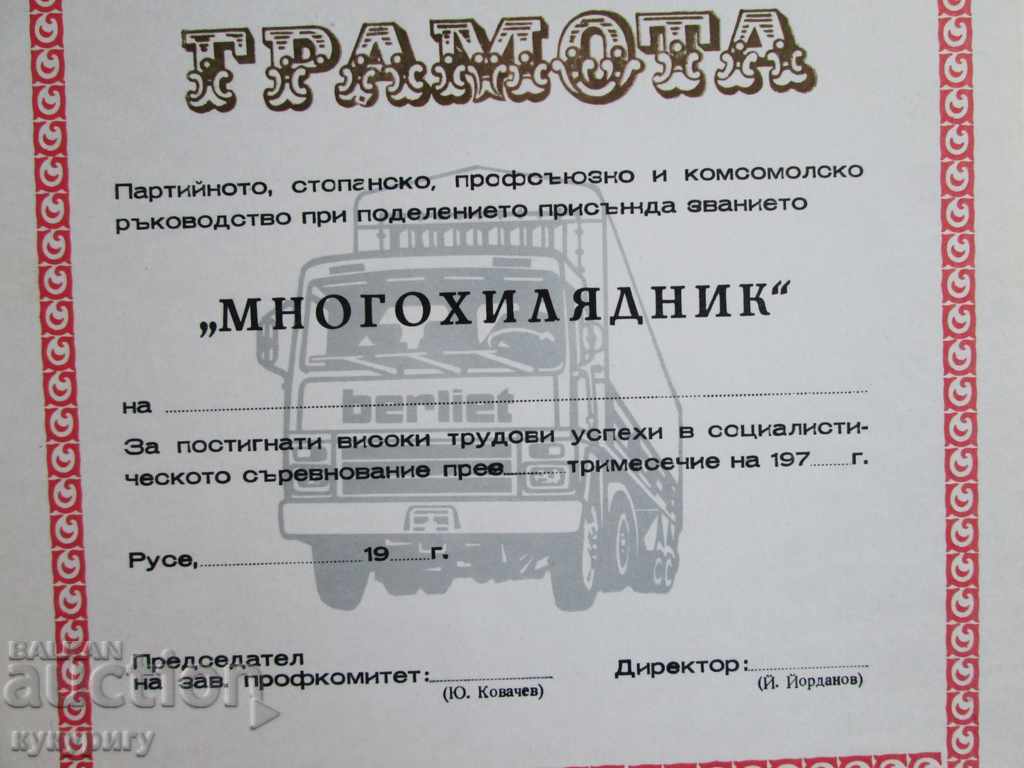 ГРАМОТА
Партийното, стопанско, профсъюзно и комсомолско
ръководство при поделението присъжда званието
„МНОГОХИЛЯДНИК“
berliet
на
За постигнати високи трудови успехи в социалисти-
ческото съревнование през тримесечие на 197 г.
Русе, 19 г.
Председател
на зав. профкомитет:
(Ю. Ковачев)
Директор:
(Й. Йорданов)
BALKAN
auction
кукеригу